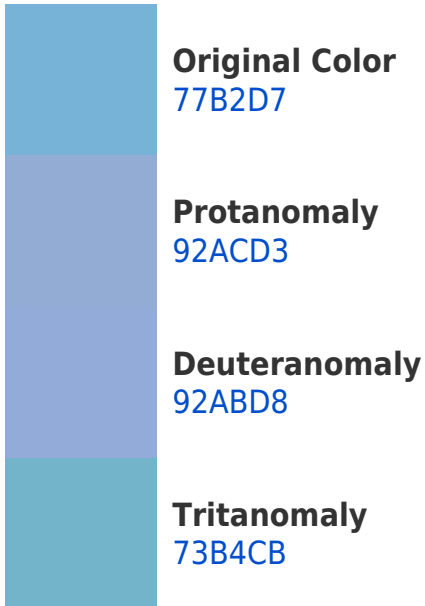 Original Color
77B2D7
Protanomaly
92ACD3
Deuteranomaly
92ABD8
Tritanomaly
73B4CB